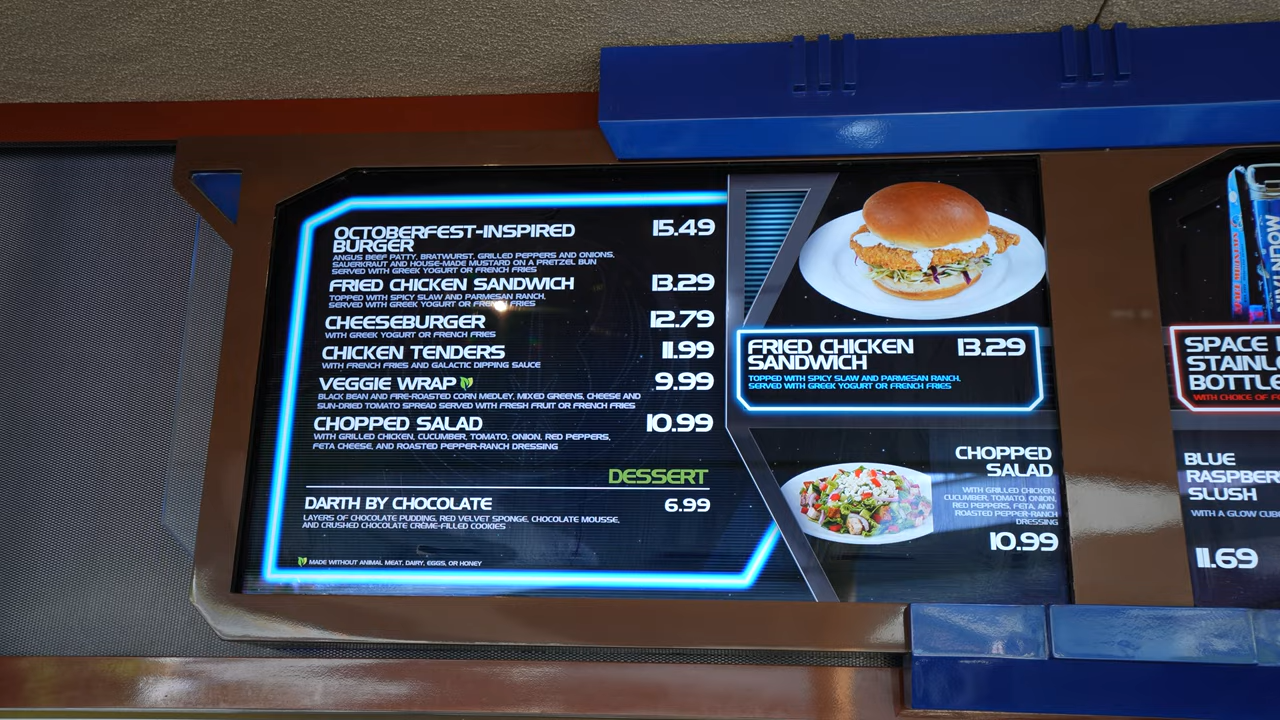 OCTOBERFEST-INSPIRED 15.49
BURGER
ANGUS BEEF PATTY, BRATWURST, GRILLED PEPPERS AND ONIONS,
SAUERKRAUT AND HOUSE-MADE MUSTARD ON A PRETZEL BUN
SERVED WITH GREEK YOGURT OR FRENCH FRIES
FRIED CHICKEN SANDWICH 13.29
TOPPED WITH SPICY SLAW AND PARMESAN RANCH,
SERVED WITH GREEK YOGURT OR FRENCH FRIES
CHEESEBURGER 12.79
WITH GREEK YOGURT OR FRENCH FRIES
CHICKEN TENDERS 11.99
WITH FRENCH FRIES AND GALACTIC DIPPING SAUCE
VEGGIE WRAP 9.99
BLACK BEAN AND FIRE-ROASTED CORN MEDLEY, MIXED GREENS, CHEESE AND
SUN-DRIED TOMATO SPREAD SERVED WITH FRESH FRUIT OR FRENCH FRIES
CHOPPED SALAD 10.99
WITH GRILLED CHICKEN, CUCUMBER, TOMATO, ONION, RED PEPPERS,
FETA CHEESE, AND ROASTED PEPPER-RANCH DRESSING
DESSERT
DARTH BY CHOCOLATE 6.99
LAYERS OF CHOCOLATE PUDDING, RED VELVET SPONGE, CHOCOLATE MOUSSE,
AND CRUSHED CHOCOLATE CRÈME-FILLED COOKIES
MADE WITHOUT ANIMAL MEAT, DAIRY, EGGS, OR HONEY
FRIED CHICKEN 13.29
SANDWICH
TOPPED WITH SPICY SLAW AND PARMESAN RANCH,
SERVED WITH GREEK YOGURT OR FRENCH FRIES
CHOPPED
SALAD
WITH GRILLED CHICKEN,
CUCUMBER, TOMATO, ONION,
RED PEPPERS, FETA, AND
ROASTED PEPPER-RANCH
DRESSING
10.99
SPACE
STAINL
BOTTLE
WITH CHOICE OF F
BLUE
RASPBER
SLUSH
WITH A GLOW CUB
11.69